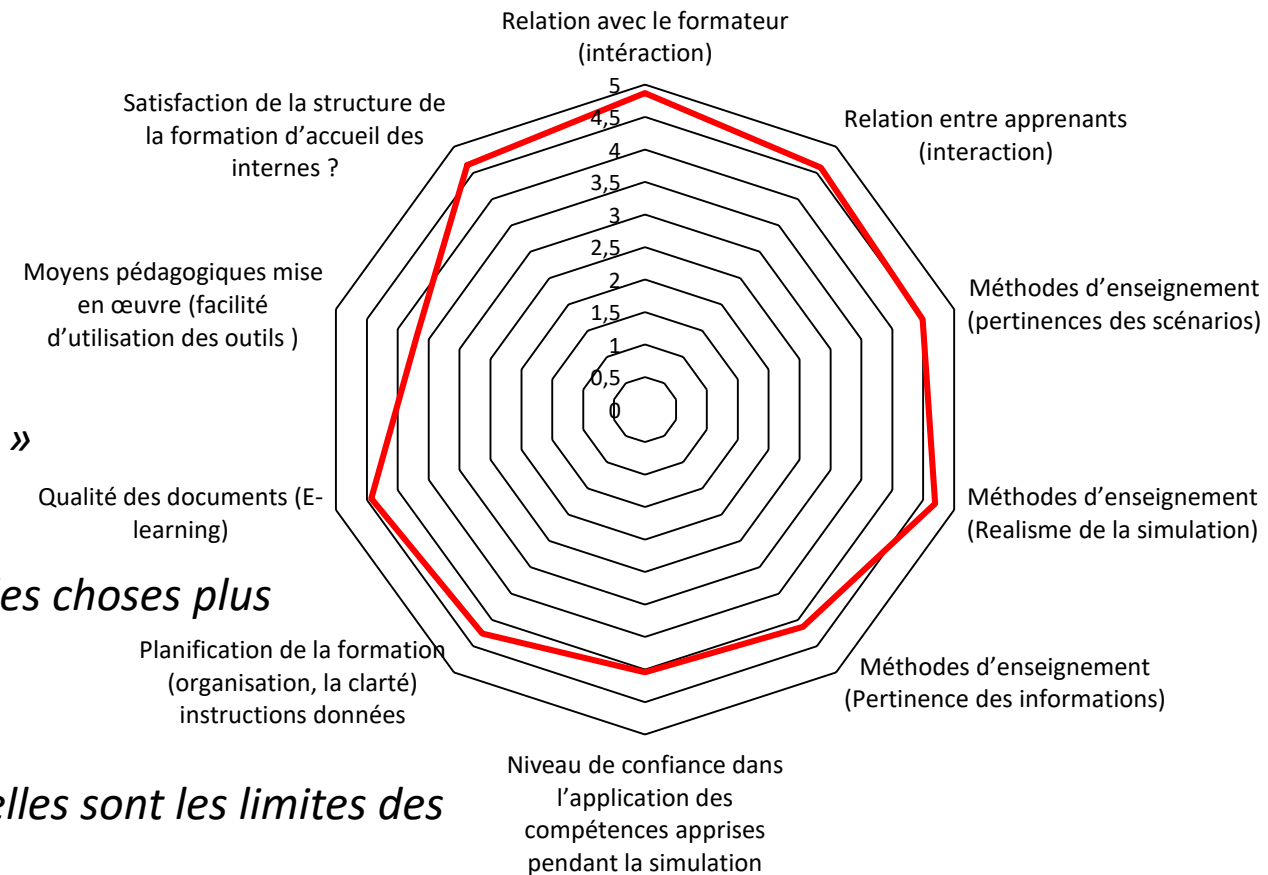 Relation avec le formateur
(intéraction)
Relation entre apprenants
(interaction)
Méthodes d'enseignement
(pertinences des scénarios)
Méthodes d'enseignement
(Realisme de la simulation)
Méthodes d'enseignement
(Pertinence des informations)
Niveau de confiance dans
l'application des
compétences apprises
pendant la simulation
Planification de la formation
(organisation, la clarté)
instructions données
Qualité des documents (E-
learning)
Moyens pédagogiques mise
en œuvre (facilité
d'utilisation des outils )
Satisfaction de la structure de
la formation d'accueil des
internes ?
5
4,5
4
3,5
3
2,5
2
1,5
1
0,5
0
»
es choses plus
elles sont les limites des